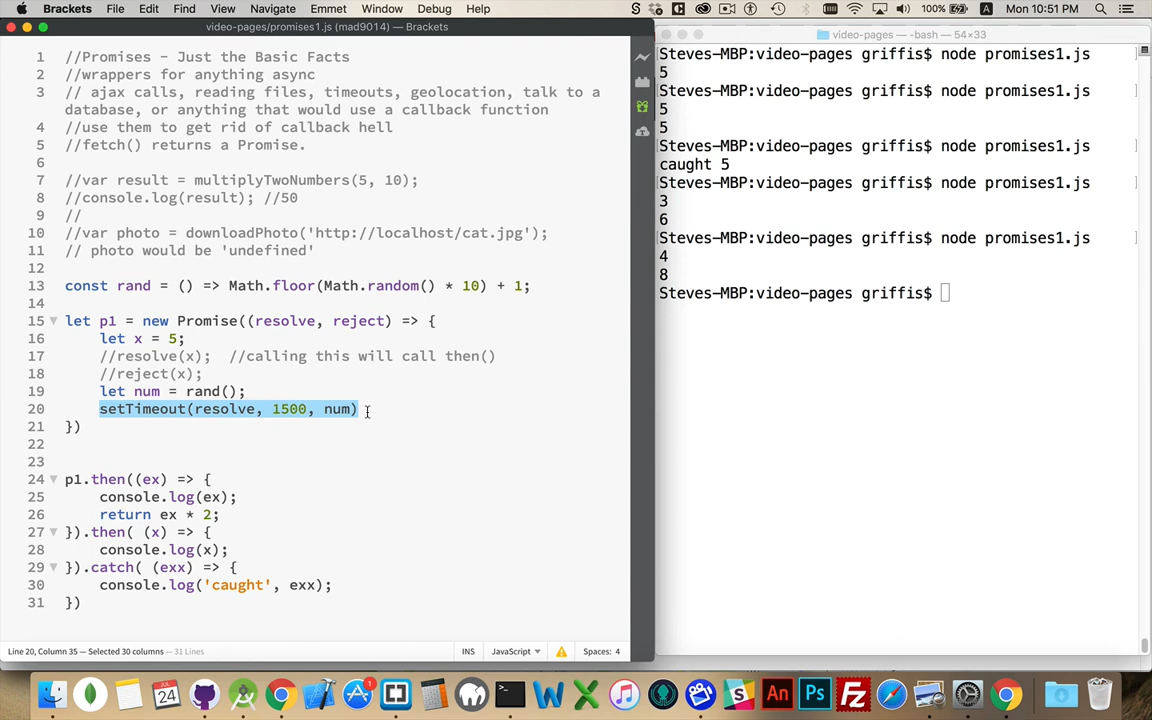 Brackets File Edit Find View Navigate Emmet Window Debug Help 100% A Mon 10:51 PM
video-pages/promises1.js (mad9014) — Brackets
1 //Promises - Just the Basic Facts
2 //wrappers for anything async
3 // ajax calls, reading files, timeouts, geolocation, talk to a
database, or anything that would use a callback function
4 //use them to get rid of callback hell
5 //fetch() returns a Promise.
6
7 //var result = multiplyTwoNumbers(5, 10);
8 //console.log(result); //50
9 //
10 //var photo = downloadPhoto('http://localhost/cat.jpg');
11 // photo would be 'undefined'
12
13 const rand = () => Math.floor(Math.random() * 10) + 1;
14
15 let p1 = new Promise((resolve, reject) => {
16 let x = 5;
17 //resolve(x); //calling this will call then()
18 //reject(x);
19 let num = rand();
20 setTimeout(resolve, 1500, num)
21 })
22
23
24 p1.then((ex) => {
25 console.log(ex);
26 return ex * 2;
27 }).then( (x) => {
28 console.log(x);
29 }).catch( (exx) => {
30 console.log('caught', exx);
31 })
Line 20, Column 35 — Selected 30 columns — 31 Lines INS JavaScript Spaces: 4
video-pages — -bash — 54×33
Steves-MBP:video-pages griffis$ node promises1.js
5
Steves-MBP:video-pages griffis$ node promises1.js
5
5
Steves-MBP:video-pages griffis$ node promises1.js
caught 5
Steves-MBP:video-pages griffis$ node promises1.js
3
6
Steves-MBP:video-pages griffis$ node promises1.js
4
8
Steves-MBP:video-pages griffis$
JUL 24 1 W X S An Ps FZ